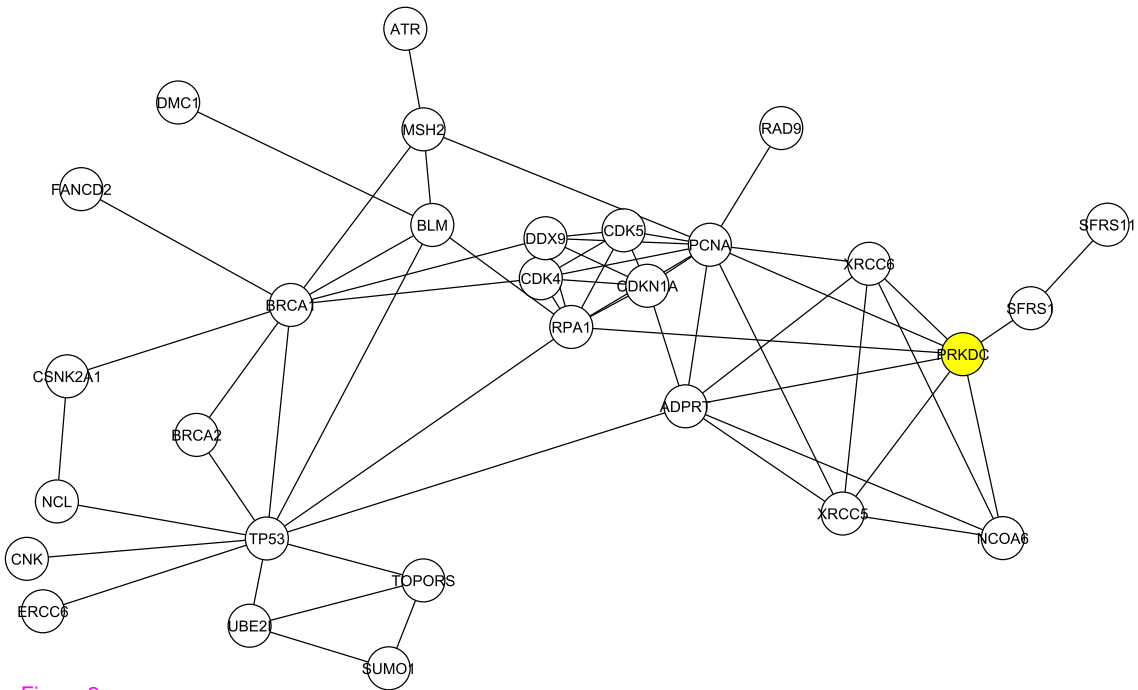 ATR
DMC1
MSH2
RAD9
FANCD2
BLM
DDX9
CDK5
PCNA
SFRS11
XRCC6
CDK4
CDKN1A
BRCA1
SFRS1
RPA1
PRKDC
CSNK2A1
ADPRT
BRCA2
NCL
XRCC5
TP53
NCOA6
CNK
TOPORS
ERCC6
UBE2I
SUMO1